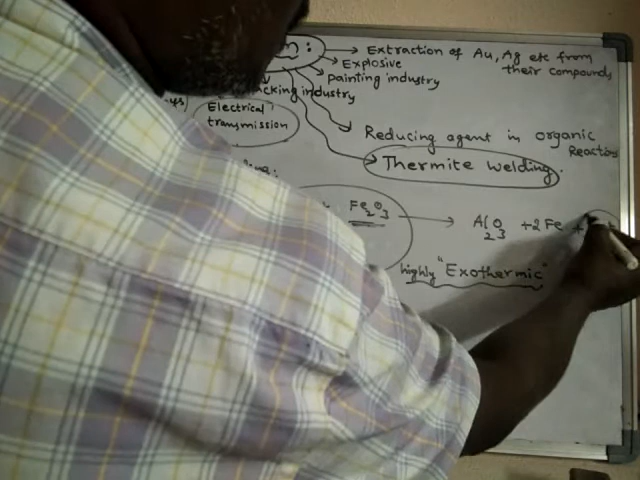 m: → Extraction of Au, Ag etc from
their compounds
Explosive
Painting industry
acking industry
Electrical
transmission
Reducing agent in organic
Reactions
Thermite welding.
+ Fe2O3 → Al2O3 + 2Fe +
highly "Exothermic"